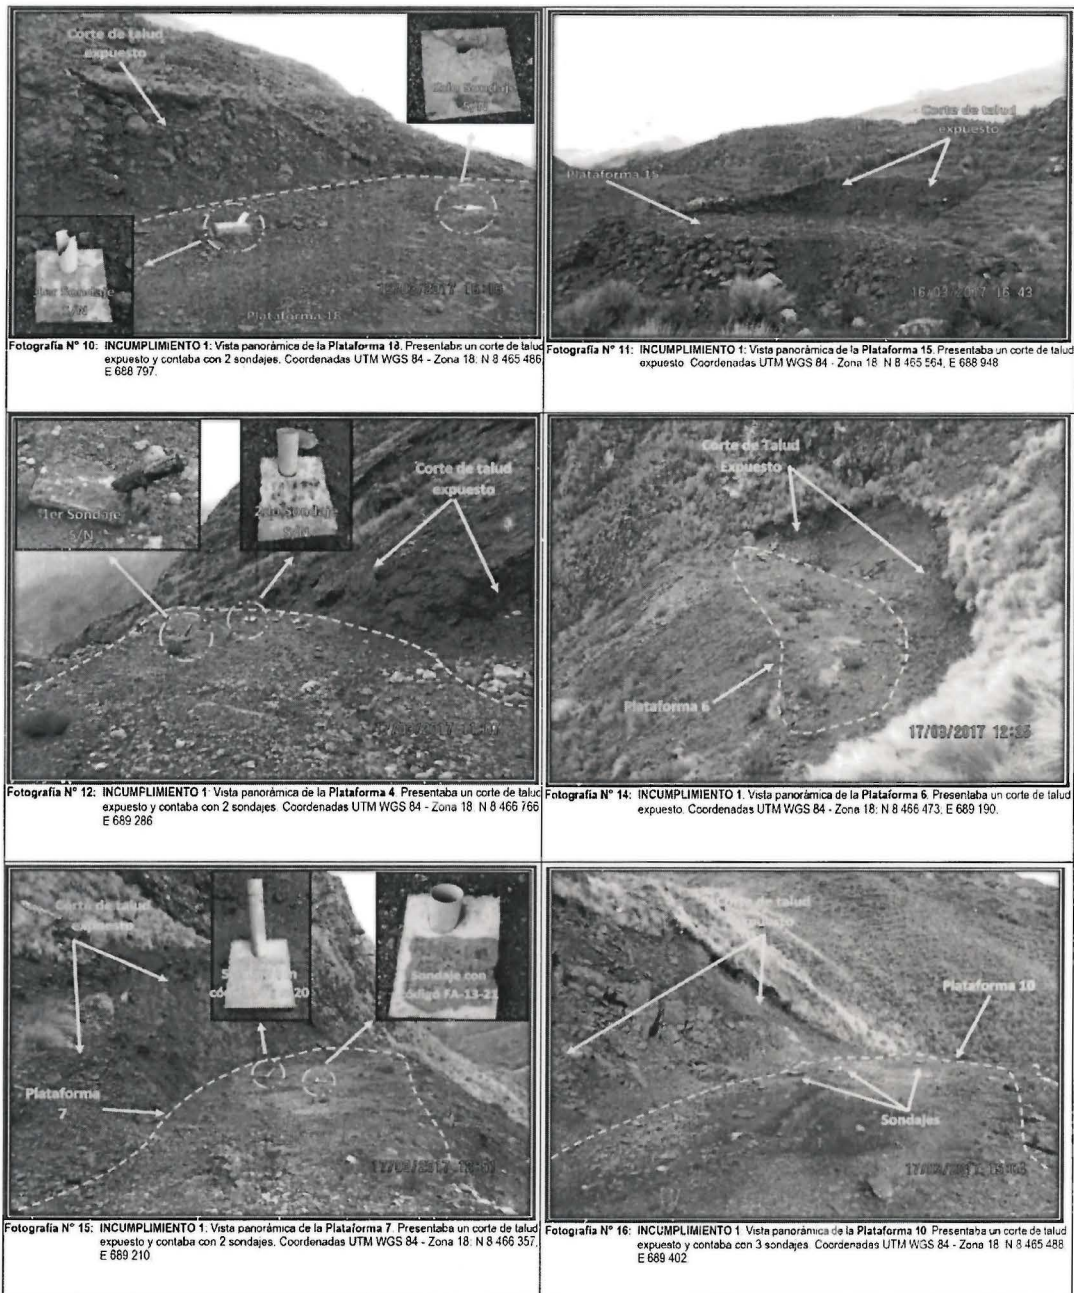 Corte de talud
expuesto
2do Sondaje
S/N
1er Sondaje
S/N
Plataforma 18
Fotografía N° 10: INCUMPLIMIENTO 1: Vista panorámica de la Plataforma 18. Presentaba un corte de talud
expuesto y contaba con 2 sondajes. Coordenadas UTM WGS 84 - Zona 18: N 8 465 486,
E 688 797.
Corte de talud
expuesto
Plataforma 15
16/03/2017 16:43
Fotografía N° 11: INCUMPLIMIENTO 1: Vista panorámica de la Plataforma 15. Presentaba un corte de talud
expuesto. Coordenadas UTM WGS 84 - Zona 18: N 8 465 564, E 688 948
1er Sondaje
S/N
2do Sondaje
S/N
Corte de talud
expuesto
Fotografía N° 12: INCUMPLIMIENTO 1: Vista panorámica de la Plataforma 4. Presentaba un corte de talud
expuesto y contaba con 2 sondajes. Coordenadas UTM WGS 84 - Zona 18: N 8 466 766
E 689 286
Corte de Talud
Expuesto
Plataforma 6
17/03/2017
Fotografía N° 14: INCUMPLIMIENTO 1. Vista panorámica de la Plataforma 6. Presentaba un corte de talud
expuesto. Coordenadas UTM WGS 84 - Zona 18: N 8 466 473, E 689 190.
Corte de talud
expuesto
20
Sondaje con
código FA-13-21
Plataforma
7
Fotografía N° 15: INCUMPLIMIENTO 1: Vista panorámica de la Plataforma 7. Presentaba un corte de talud
expuesto y contaba con 2 sondajes. Coordenadas UTM WGS 84 - Zona 18: N 8 466 357,
E 689 210
Corte de talud
expuesto
Plataforma 10
Sondajes
Fotografía N° 16: INCUMPLIMIENTO 1 Vista panorámica de la Plataforma 10 Presentaba un corte de talud
expuesto y contaba con 3 sondajes. Coordenadas UTM WGS 84 - Zona 18 N 8 465 488
E 689 402